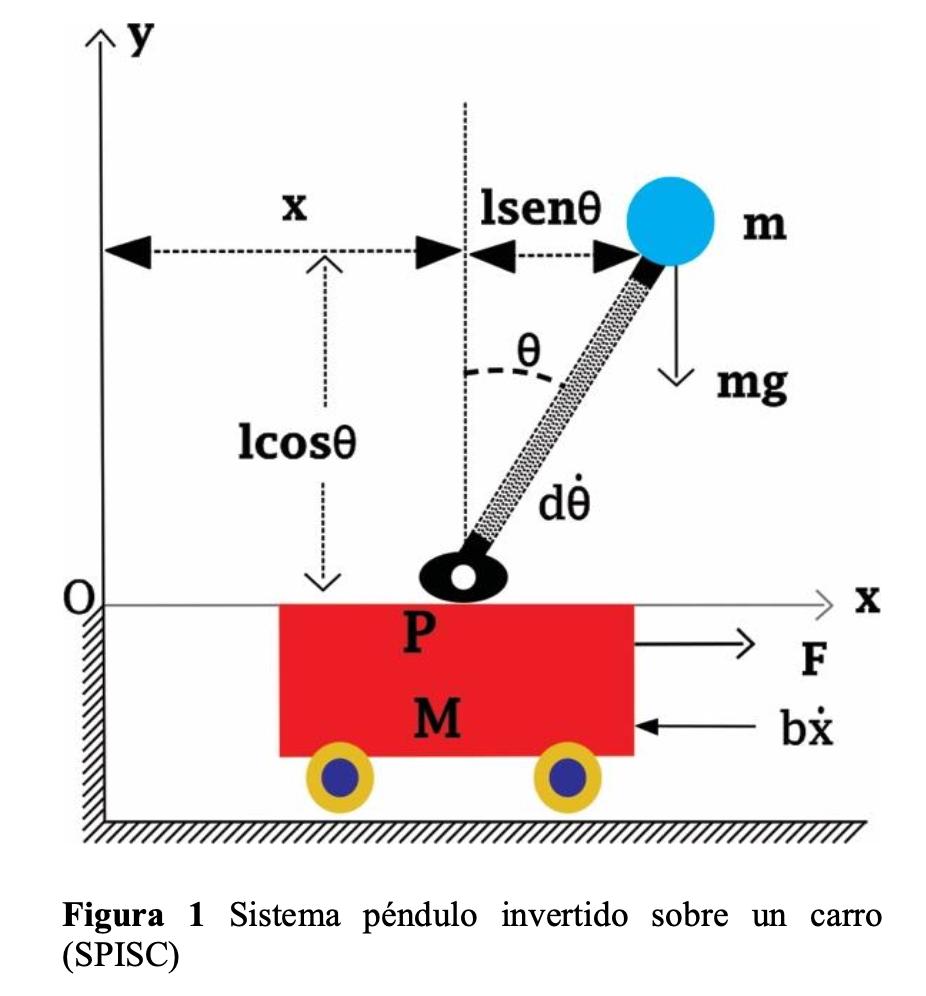 y
x
lsenθ
m
θ
mg
lcosθ
dθ̇
O
x
P
F
M
bẋ
Figura 1 Sistema péndulo invertido sobre un carro
(SPISC)